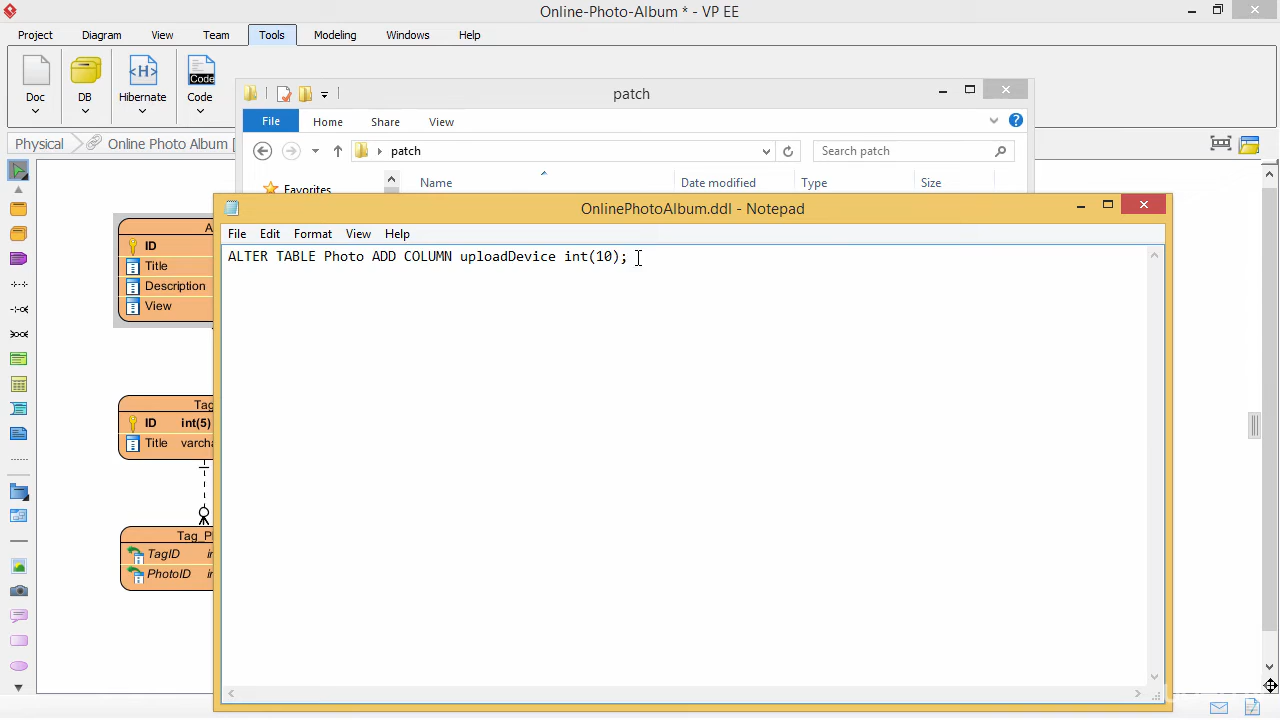 Online-Photo-Album * - VP EE
Project Diagram View Team Tools Modeling Windows Help
Code
Doc DB Hibernate Code
patch
File Home Share View
Physical Online Photo Album [
patch Search patch
Name Date modified Type Size
Favorites
OnlinePhotoAlbum.ddl - Notepad
File Edit Format View Help
ALTER TABLE Photo ADD COLUMN uploadDevice int(10);
ID
Title
Description
View
ID int(5)
Title
TagID
PhotoID